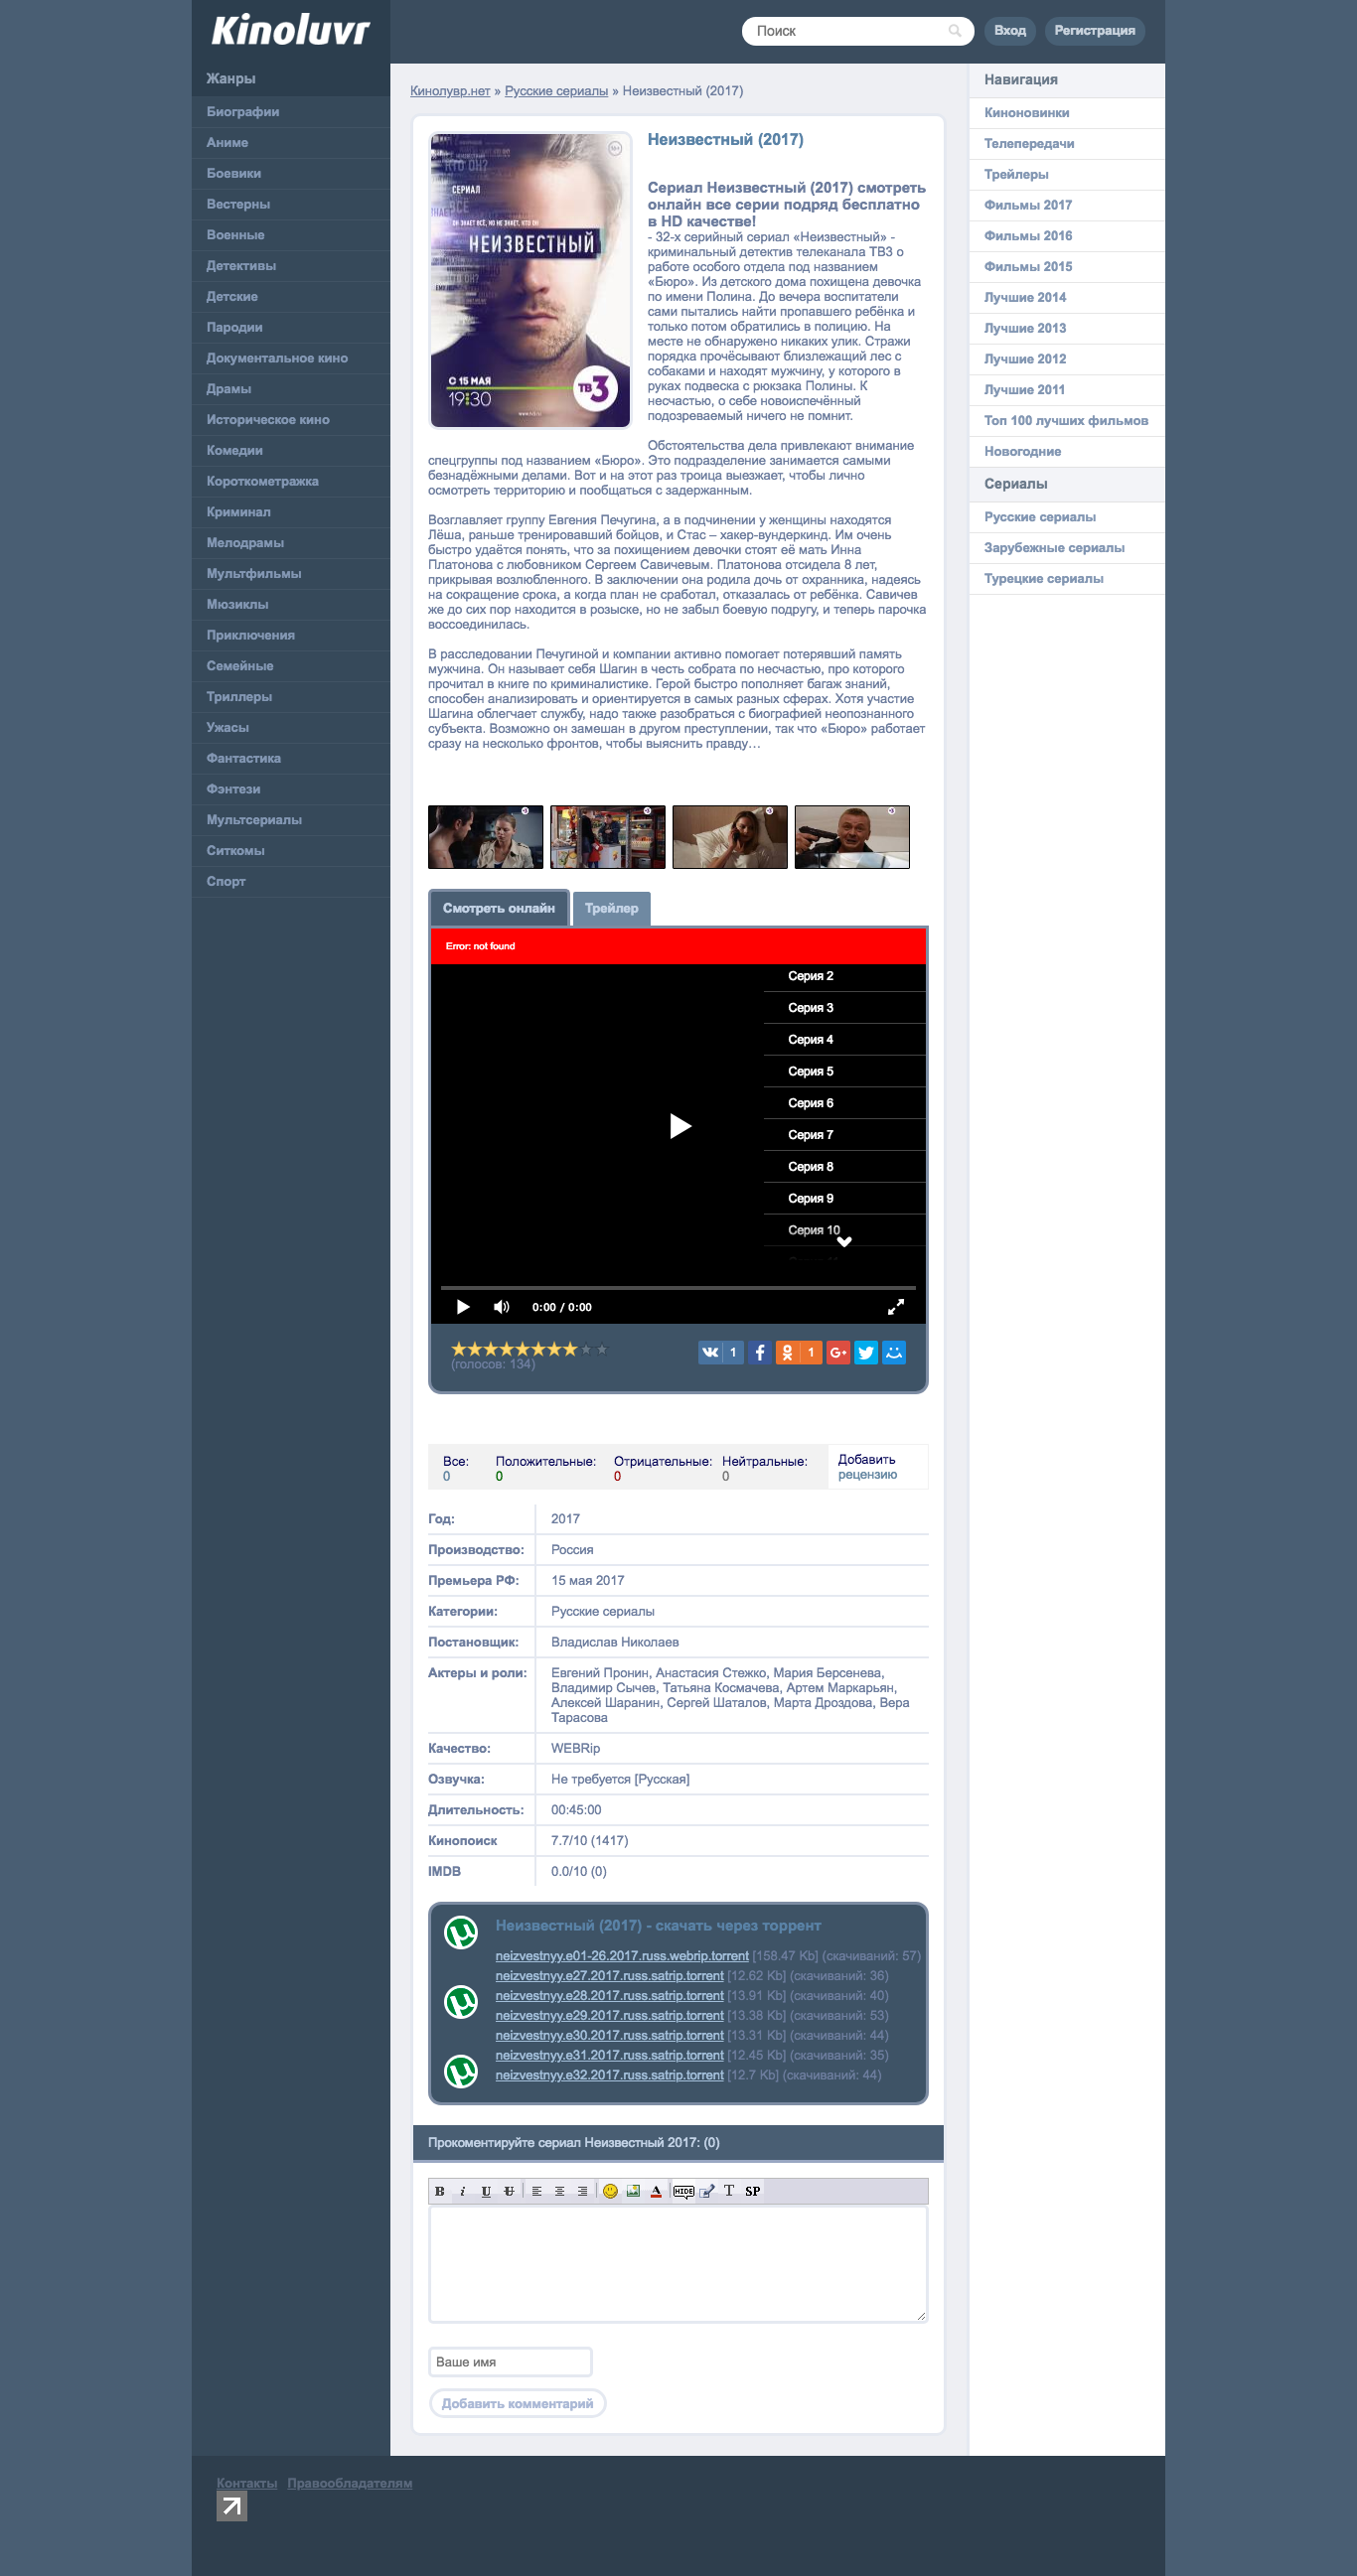 Kinoluvr
Поиск
Вход
Регистрация
Жанры
Биографии
Аниме
Боевики
Вестерны
Военные
Детективы
Детские
Пародии
Документальное кино
Драмы
Историческое кино
Комедии
Короткометражка
Криминал
Мелодрамы
Мультфильмы
Мюзиклы
Приключения
Семейные
Триллеры
Ужасы
Фантастика
Фэнтези
Мультсериалы
Ситкомы
Спорт
Кинолувр.нет » Русские сериалы » Неизвестный (2017)
КТО ОН?
СЕРИАЛ
ВСЁ
ОН ЗНАЕТ ВСЁ, НО НЕ ЗНАЕТ, КТО ОН
НЕИЗВЕСТНЫЙ
С 15 МАЯ
19:30
ТВ3
Неизвестный (2017)
Сериал Неизвестный (2017) смотреть
онлайн все серии подряд бесплатно
в HD качестве!
- 32-х серийный сериал «Неизвестный» -
криминальный детектив телеканала ТВ3 о
работе особого отдела под названием
«Бюро». Из детского дома похищена девочка
по имени Полина. До вечера воспитатели
сами пытались найти пропавшего ребёнка и
только потом обратились в полицию. На
месте не обнаружено никаких улик. Стражи
порядка прочёсывают близлежащий лес с
собаками и находят мужчину, у которого в
руках подвеска с рюкзака Полины. К
несчастью, о себе новоиспечённый
подозреваемый ничего не помнит.
Обстоятельства дела привлекают внимание
спецгруппы под названием «Бюро». Это подразделение занимается самыми
безнадёжными делами. Вот и на этот раз троица выезжает, чтобы лично
осмотреть территорию и пообщаться с задержанным.
Возглавляет группу Евгения Печугина, а в подчинении у женщины находятся
Лёша, раньше тренировавший бойцов, и Стас – хакер-вундеркинд. Им очень
быстро удаётся понять, что за похищением девочки стоят её мать Инна
Платонова с любовником Сергеем Савичевым. Платонова отсидела 8 лет,
прикрывая возлюбленного. В заключении она родила дочь от охранника, надеясь
на сокращение срока, а когда план не сработал, отказалась от ребёнка. Савичев
же до сих пор находится в розыске, но не забыл боевую подругу, и теперь парочка
воссоединилась.
В расследовании Печугиной и компании активно помогает потерявший память
мужчина. Он называет себя Шагин в честь собрата по несчастью, про которого
прочитал в книге по криминалистике. Герой быстро пополняет багаж знаний,
способен анализировать и ориентируется в самых разных сферах. Хотя участие
Шагина облегчает службу, надо также разобраться с биографией неопознанного
субъекта. Возможно он замешан в другом преступлении, так что «Бюро» работает
сразу на несколько фронтов, чтобы выяснить правду…
Смотреть онлайн
Трейлер
Error: not found
Серия 2
Серия 3
Серия 4
Серия 5
Серия 6
Серия 7
Серия 8
Серия 9
Серия 10
0:00 / 0:00
(голосов: 134)
1
1
Все: Положительные: Отрицательные: Нейтральные:
0 0 0 0
Добавить
рецензию
Год: 2017
Производство: Россия
Премьера РФ: 15 мая 2017
Категории: Русские сериалы
Постановщик: Владислав Николаев
Актеры и роли: Евгений Пронин, Анастасия Стежко, Мария Берсенева,
Владимир Сычев, Татьяна Космачева, Артем Маркарьян,
Алексей Шаранин, Сергей Шаталов, Марта Дроздова, Вера
Тарасова
Качество: WEBRip
Озвучка: Не требуется [Русская]
Длительность: 00:45:00
Кинопоиск 7.7/10 (1417)
IMDB 0.0/10 (0)
Неизвестный (2017) - скачать через торрент
neizvestnyy.e01-26.2017.russ.webrip.torrent [158.47 Kb] (cкачиваний: 57)
neizvestnyy.e27.2017.russ.satrip.torrent [12.62 Kb] (cкачиваний: 36)
neizvestnyy.e28.2017.russ.satrip.torrent [13.91 Kb] (cкачиваний: 40)
neizvestnyy.e29.2017.russ.satrip.torrent [13.38 Kb] (cкачиваний: 53)
neizvestnyy.e30.2017.russ.satrip.torrent [13.31 Kb] (cкачиваний: 44)
neizvestnyy.e31.2017.russ.satrip.torrent [12.45 Kb] (cкачиваний: 35)
neizvestnyy.e32.2017.russ.satrip.torrent [12.7 Kb] (cкачиваний: 44)
Прокоментируйте сериал Неизвестный 2017: (0)
B i U S A HIDE T SP
Ваше имя
Добавить комментарий
Навигация
Киноновинки
Телепередачи
Трейлеры
Фильмы 2017
Фильмы 2016
Фильмы 2015
Лучшие 2014
Лучшие 2013
Лучшие 2012
Лучшие 2011
Топ 100 лучших фильмов
Новогодние
Сериалы
Русские сериалы
Зарубежные сериалы
Турецкие сериалы
Контакты Правообладателям